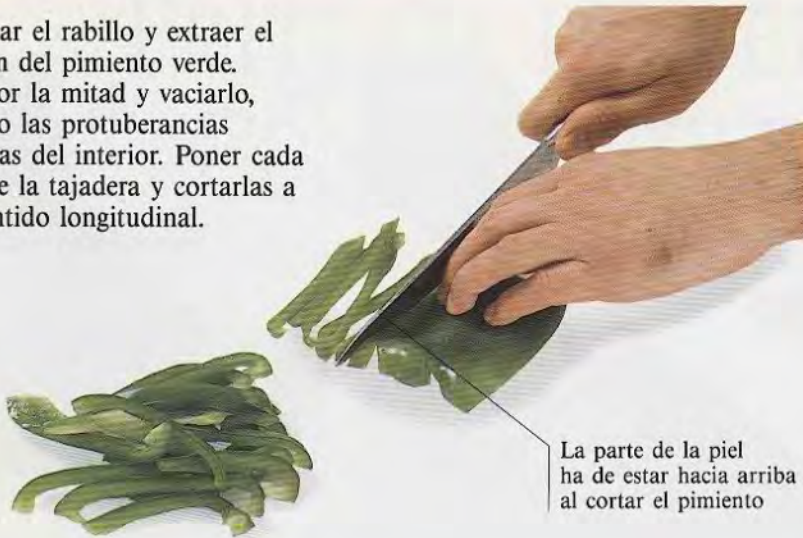 ar el rabillo y extraer el
n del pimiento verde.
or la mitad y vaciarlo,
o las protuberancias
as del interior. Poner cada
e la tajadera y cortarlas a
ntido longitudinal.
La parte de la piel
ha de estar hacia arriba
al cortar el pimiento